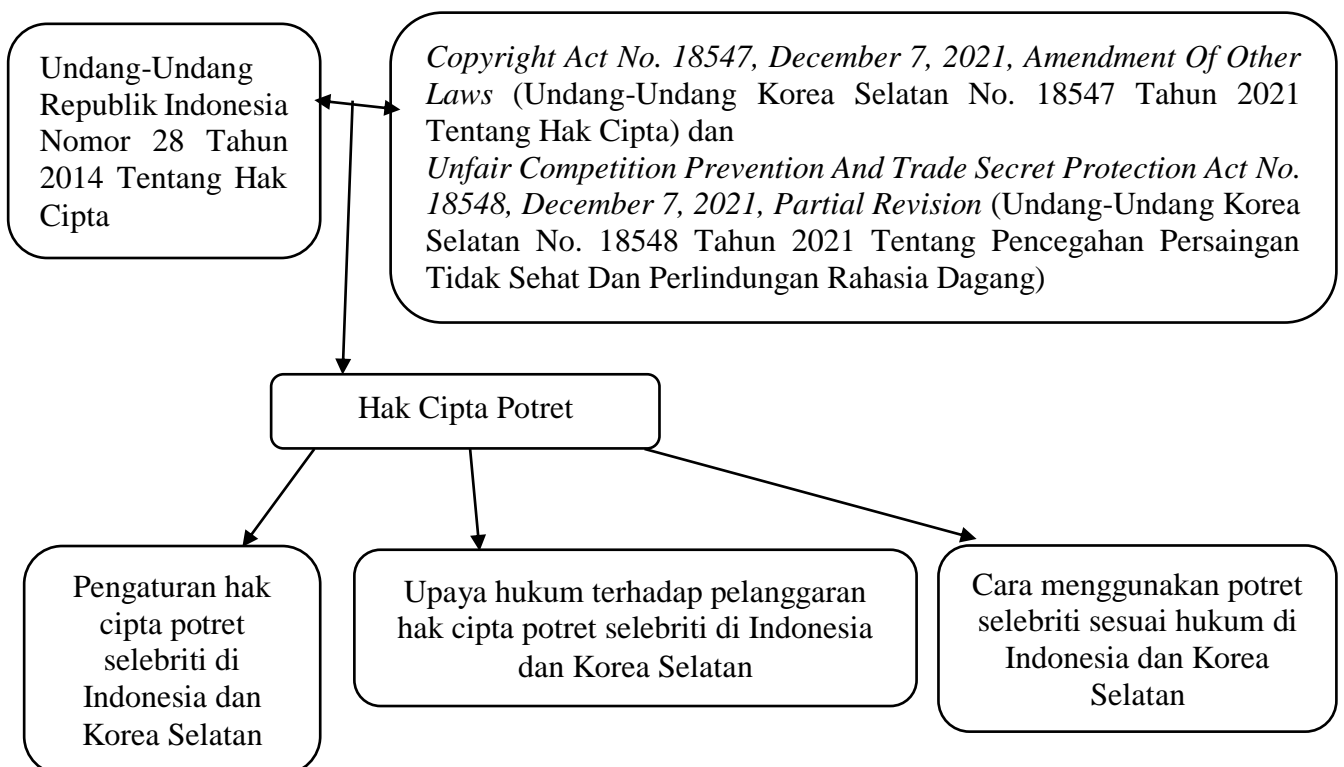 Undang-Undang
Republik Indonesia
Nomor 28 Tahun
2014 Tentang Hak
Cipta
Copyright Act No. 18547, December 7, 2021, Amendment Of Other
Laws (Undang-Undang Korea Selatan No. 18547 Tahun 2021
Tentang Hak Cipta) dan
Unfair Competition Prevention And Trade Secret Protection Act No.
18548, December 7, 2021, Partial Revision (Undang-Undang Korea
Selatan No. 18548 Tahun 2021 Tentang Pencegahan Persaingan
Tidak Sehat Dan Perlindungan Rahasia Dagang)
Hak Cipta Potret
Pengaturan hak
cipta potret
selebriti di
Indonesia dan
Korea Selatan
Upaya hukum terhadap pelanggaran
hak cipta potret selebriti di Indonesia
dan Korea Selatan
Cara menggunakan potret
selebriti sesuai hukum di
Indonesia dan Korea
Selatan